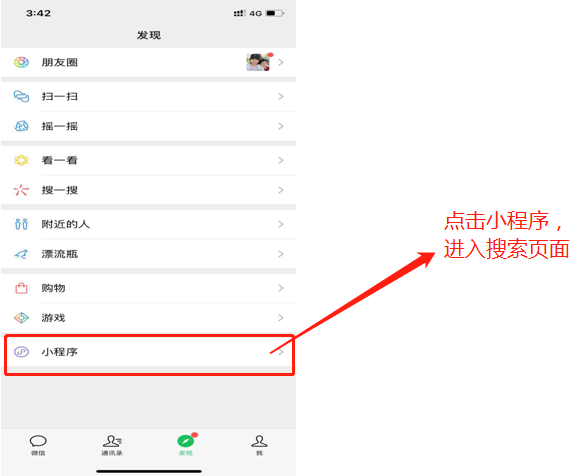 3:42
4G
发现
朋友圈
扫一扫
摇一摇
看一看
搜一搜
附近的人
漂流瓶
购物
游戏
小程序
点击小程序，
进入搜索页面
微信
通讯录
发现
我